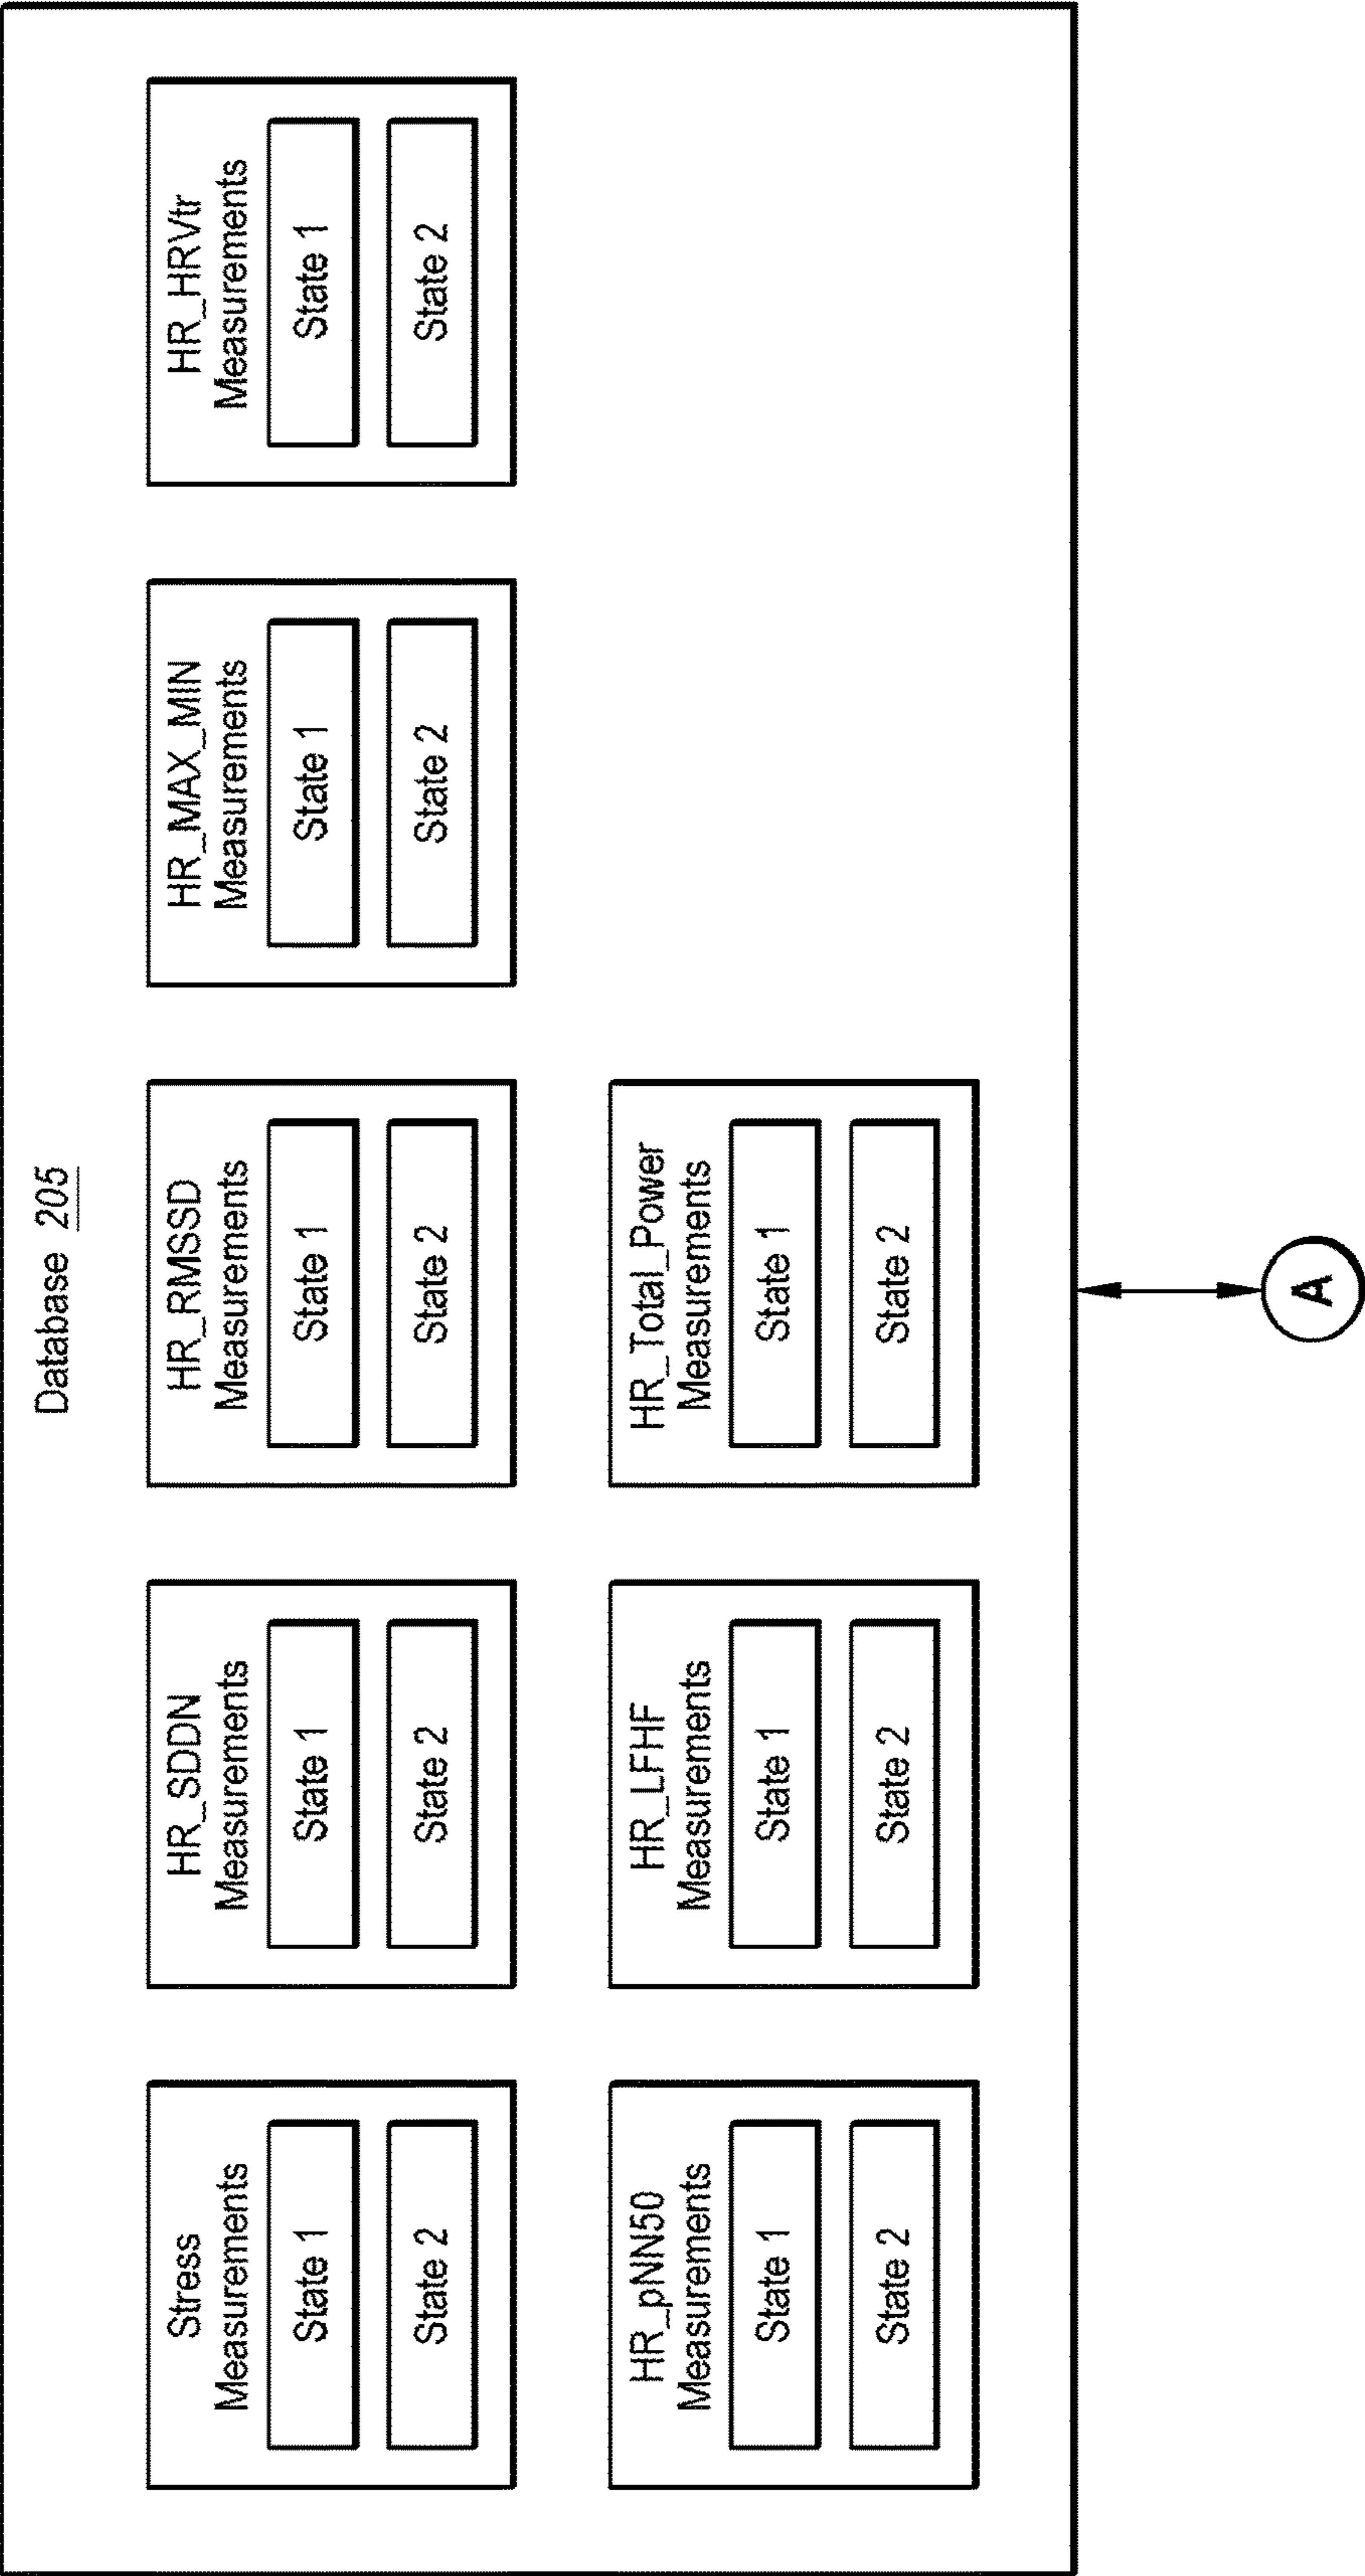 Database 205
Stress
Measurements
State 1
State 2
HR_SDDN
Measurements
State 1
State 2
HR_RMSSD
Measurements
State 1
State 2
HR_MAX_MIN
Measurements
State 1
State 2
HR_HRVtr
Measurements
State 1
State 2
HR_pNN50
Measurements
State 1
State 2
HR_LFHF
Measurements
State 1
State 2
HR_Total_Power
Measurements
State 1
State 2
A